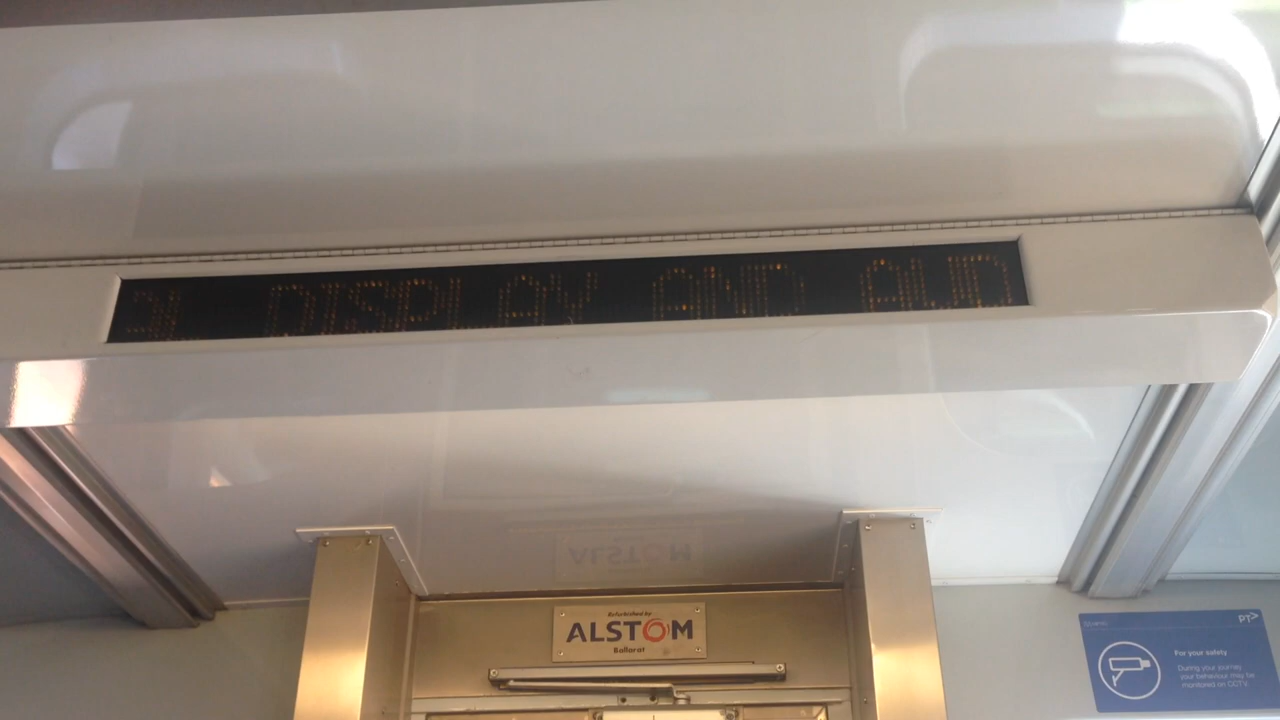 DISPLAY AND AUD
Refurbished by
ALSTOM
Ballarat
PT>
For your safety
During your journey
your behaviour may be
monitored on CCTV.